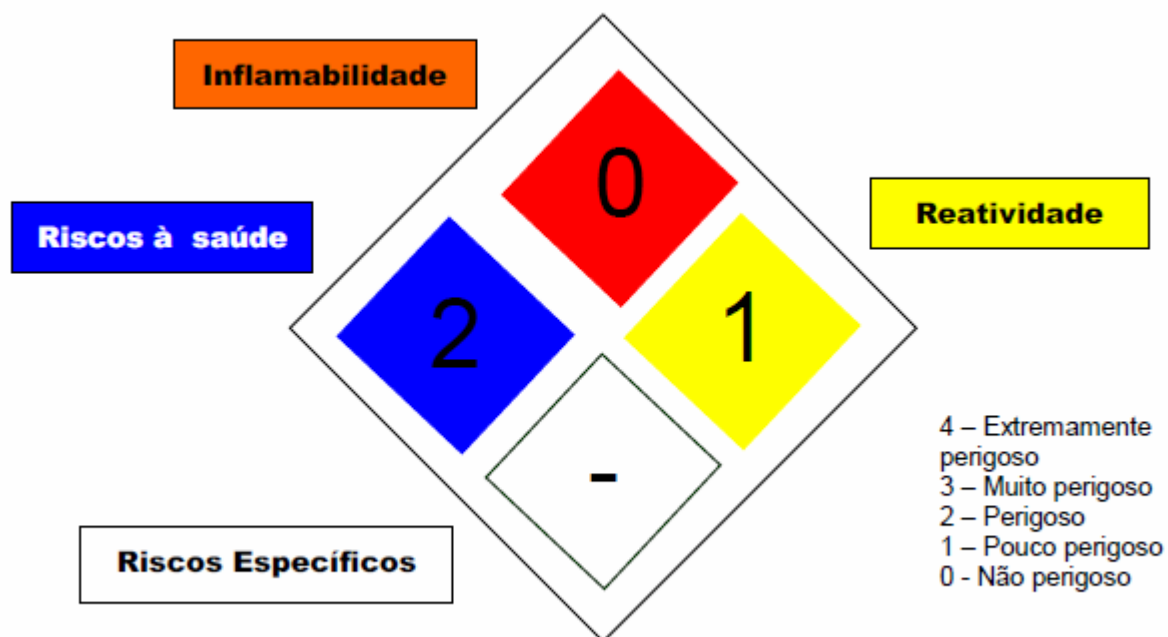 Inflamabilidade
0
Riscos à saúde
Reatividade
2
1
-
4 – Extremamente
perigoso
3 – Muito perigoso
2 – Perigoso
1 – Pouco perigoso
0 - Não perigoso
Riscos Específicos